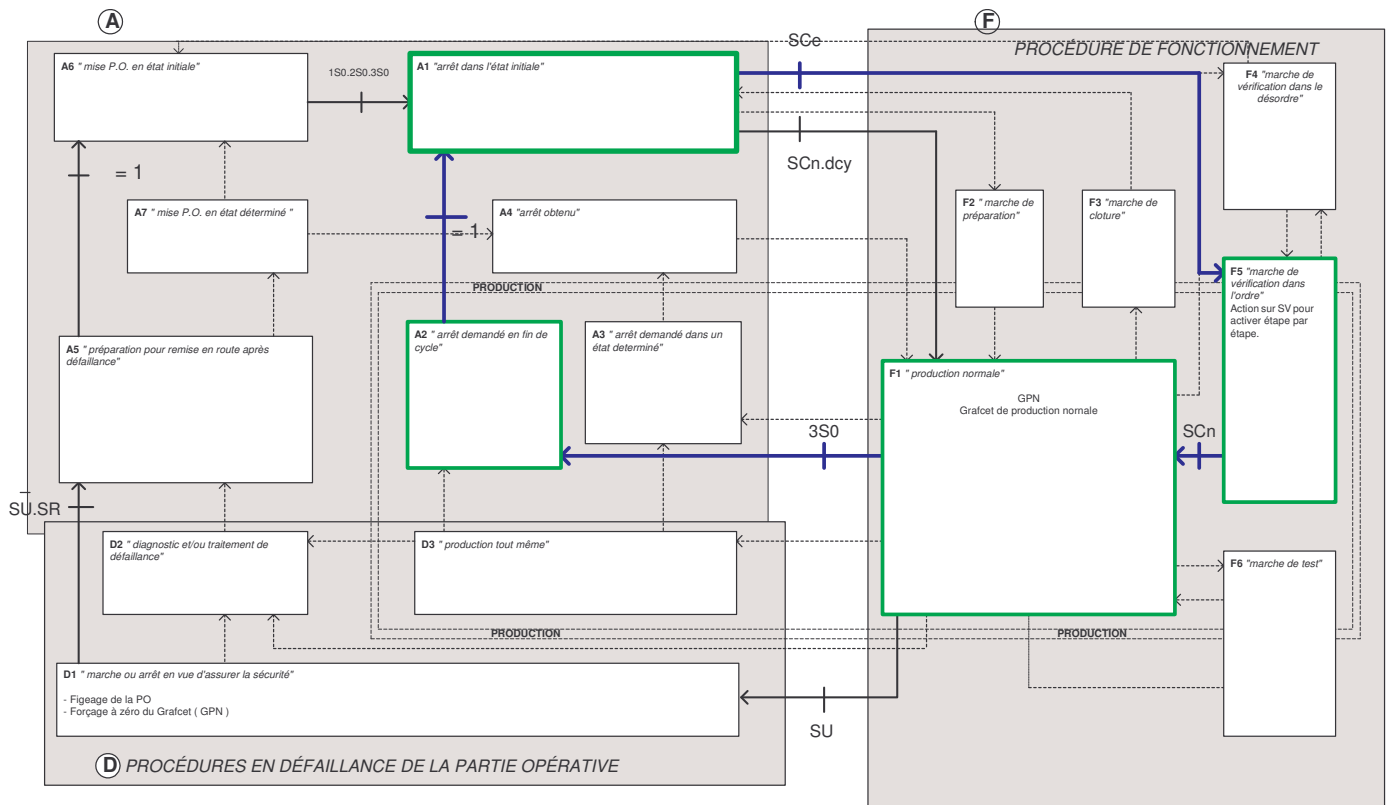 A
F
SCe
PROCÉDURE DE FONCTIONNEMENT
A6 " mise P.O. en état initiale"
1S0.2S0.3S0
A1 "arrêt dans l'état initiale"
F4 "marche de
vérification dans le
désordre"
SCn.dcy
= 1
A7 " mise P.O. en état déterminé "
A4 "arrêt obtenu"
F2 " marche de
préparation"
F3 "marche de
cloture"
= 1
PRODUCTION
F5 "marche de
vérification dans
l'ordre"
Action sur SV pour
activer étape par
étape.
A5 " préparation pour remise en route après
défaillance"
A2 " arrêt demandé en fin de
cycle"
A3 " arrêt demandé dans un
état determiné"
F1 " production normale"
GPN
Grafcet de production nornale
3S0
SCn
S̅U.SR
D2 " diagnostic et/ou traitement de
défaillance"
D3 " production tout même"
F6 "marche de test"
PRODUCTION
PRODUCTION
D1 " marche ou arrêt en vue d'assurer la sécurité"
- Figeage de la PO
- Forçage à zéro du Grafcet ( GPN )
SU
D PROCÉDURES EN DÉFAILLANCE DE LA PARTIE OPÉRATIVE